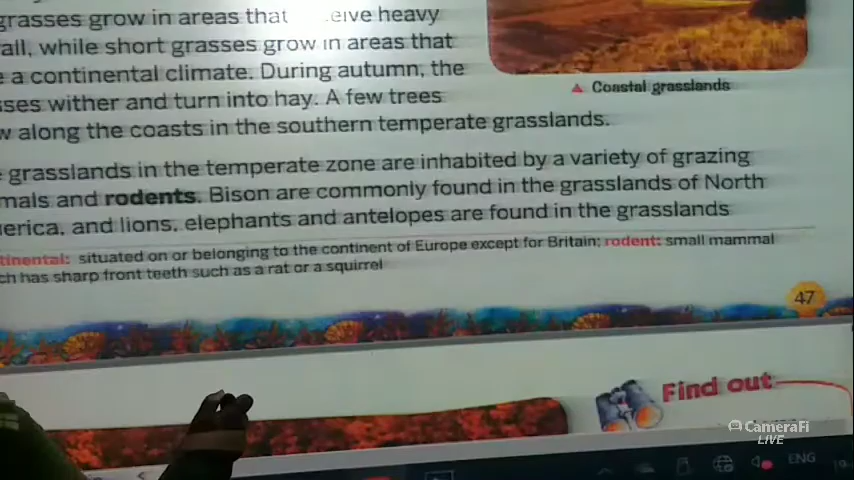 grasses grow in areas that eive heavy
all, while short grasses grow in areas that
a continental climate. During autumn, the
sses wither and turn into hay. A few trees
w along the coasts in the southern temperate grasslands.
▲ Coastal grasslands
grasslands in the temperate zone are inhabited by a variety of grazing
mals and rodents. Bison are commonly found in the grasslands of North
erica, and lions, elephants and antelopes are found in the grasslands
tinental: situated on or belonging to the continent of Europe except for Britain; rodent: small mammal
ch has sharp front teeth such as a rat or a squirrel
47
Find out
CameraFi
LIVE
ENG